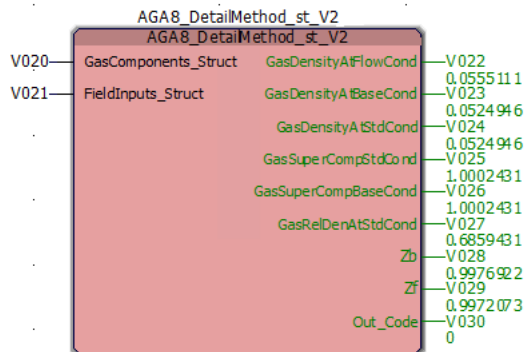 AGA8_DetailMethod_st_V2
AGA8_DetailMethod_st_V2
V020 GasComponents_Struct GasDensityAtFlowCond V022
0.0555111
V021 FieldInputs_Struct GasDensityAtBaseCond V023
0.0524946
GasDensityAtStdCond V024
0.0524946
GasSuperCompStdCond V025
1.0002431
GasSuperCompBaseCond V026
1.0002431
GasRelDenAtStdCond V027
0.6859431
Zb V028
0.9976922
Zf V029
0.9972073
Out_Code V030
0